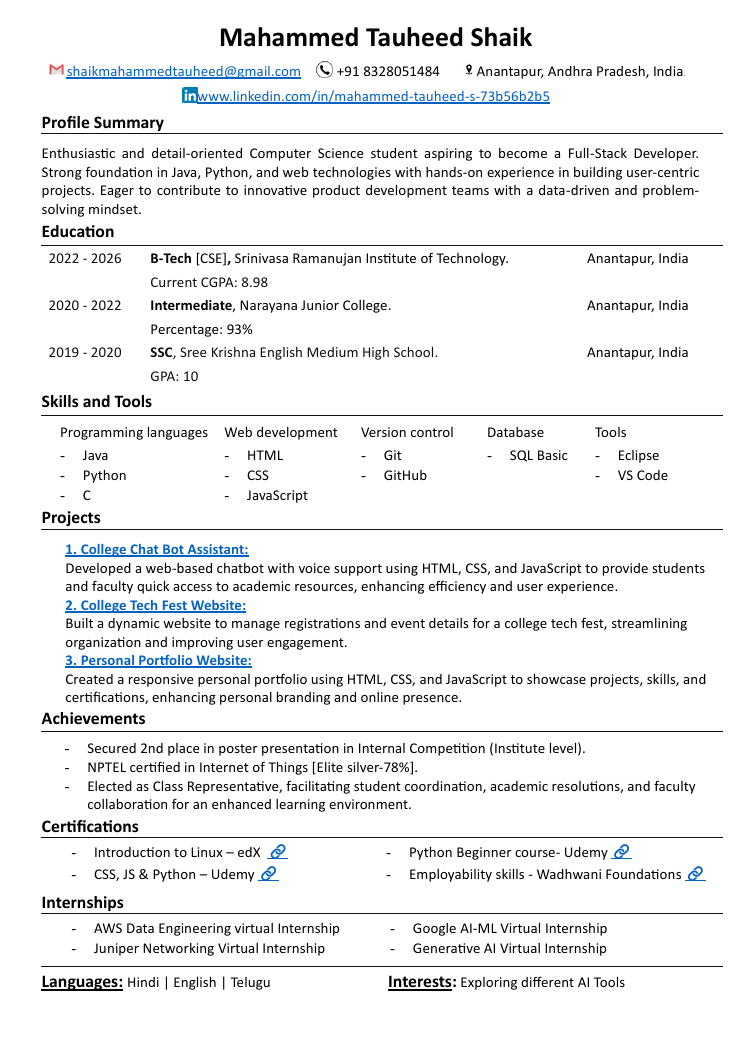 Mahammed Tauheed Shaik
shaikmahammedtauheed@gmail.com +91 8328051484 Anantapur, Andhra Pradesh, India
www.linkedin.com/in/mahammed-tauheed-s-73b56b2b5
Profile Summary
Enthusiastic and detail-oriented Computer Science student aspiring to become a Full-Stack Developer.
Strong foundation in Java, Python, and web technologies with hands-on experience in building user-centric
projects. Eager to contribute to innovative product development teams with a data-driven and problem-
solving mindset.
Education
2022 - 2026 B-Tech [CSE], Srinivasa Ramanujan Institute of Technology. Anantapur, India
Current CGPA: 8.98
2020 - 2022 Intermediate, Narayana Junior College. Anantapur, India
Percentage: 93%
2019 - 2020 SSC, Sree Krishna English Medium High School. Anantapur, India
GPA: 10
Skills and Tools
Programming languages Web development Version control Database Tools
- Java - HTML - Git - SQL Basic - Eclipse
- Python - CSS - GitHub - VS Code
- C - JavaScript
Projects
1. College Chat Bot Assistant:
Developed a web-based chatbot with voice support using HTML, CSS, and JavaScript to provide students
and faculty quick access to academic resources, enhancing efficiency and user experience.
2. College Tech Fest Website:
Built a dynamic website to manage registrations and event details for a college tech fest, streamlining
organization and improving user engagement.
3. Personal Portfolio Website:
Created a responsive personal portfolio using HTML, CSS, and JavaScript to showcase projects, skills, and
certifications, enhancing personal branding and online presence.
Achievements
- Secured 2nd place in poster presentation in Internal Competition (Institute level).
- NPTEL certified in Internet of Things [Elite silver-78%].
- Elected as Class Representative, facilitating student coordination, academic resolutions, and faculty
collaboration for an enhanced learning environment.
Certifications
- Introduction to Linux – edX - Python Beginner course- Udemy
- CSS, JS & Python – Udemy - Employability skills - Wadhwani Foundations
Internships
- AWS Data Engineering virtual Internship - Google AI-ML Virtual Internship
- Juniper Networking Virtual Internship - Generative AI Virtual Internship
Languages: Hindi | English | Telugu Interests: Exploring different AI Tools